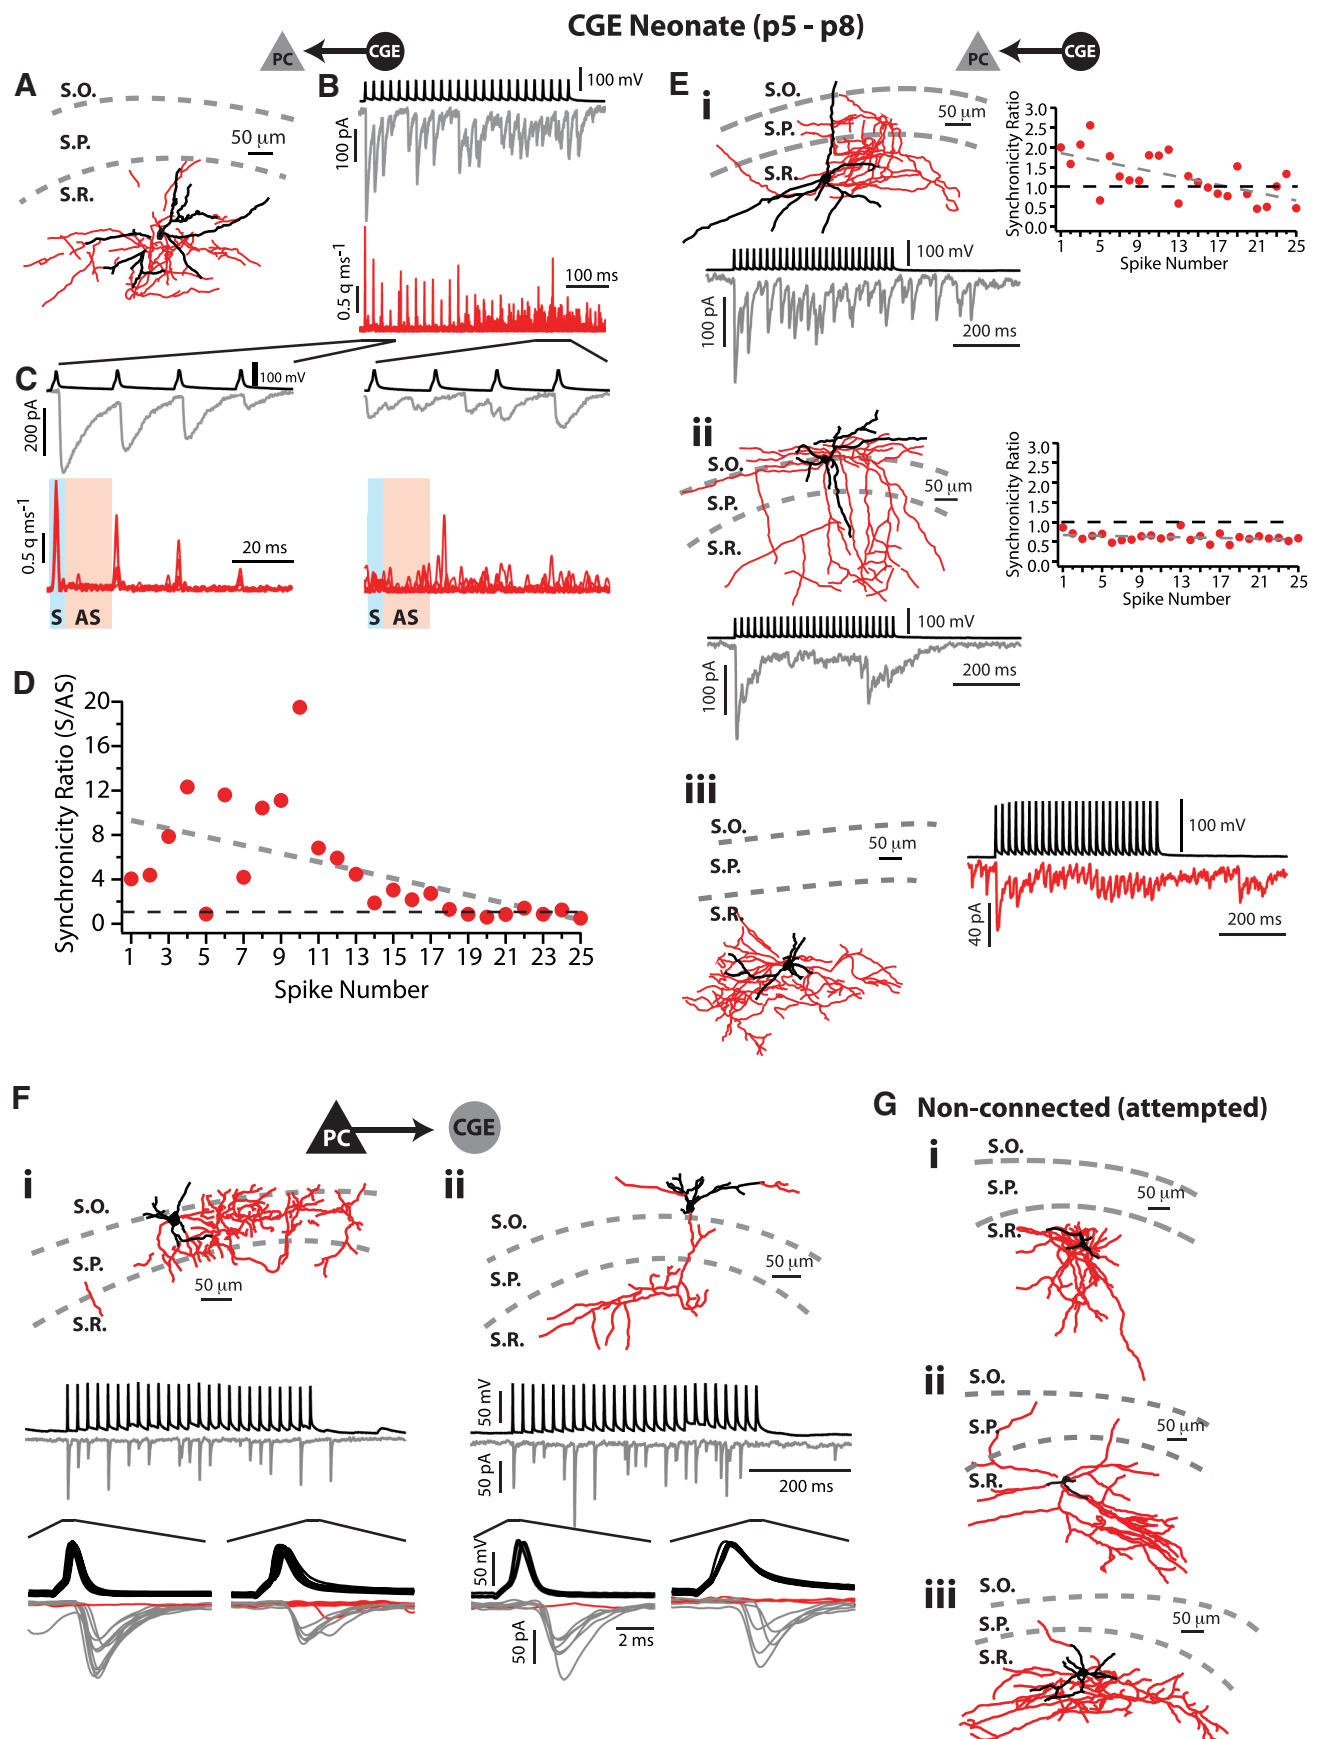 CGE Neonate (p5 - p8)
PC
CGE
PC
CGE
A
S.O.
S.P.
S.R.
50 µm
B
100 mV
100 pA
0.5 q ms⁻¹
100 ms
C
100 mV
200 pA
0.5 q ms⁻¹
20 ms
S
AS
S
AS
D
Synchronicity Ratio (S/AS)
20
16
12
8
4
0
1
3
5
7
9
11
13
15
17
19
21
23
25
Spike Number
E
i
S.O.
S.P.
S.R.
50 µm
100 mV
100 pA
200 ms
Synchronicity Ratio
3.0
2.5
2.0
1.5
1.0
0.5
0.0
1
5
9
13
17
21
25
Spike Number
ii
S.O.
S.P.
S.R.
50 µm
100 mV
100 pA
200 ms
Synchronicity Ratio
3.0
2.5
2.0
1.5
1.0
0.5
0.0
1
5
9
13
17
21
25
Spike Number
iii
S.O.
S.P.
S.R.
50 µm
100 mV
40 pA
200 ms
F
PC
CGE
i
S.O.
S.P.
S.R.
50 µm
ii
S.O.
S.P.
S.R.
50 µm
50 mV
50 pA
200 ms
50 mV
50 pA
2 ms
G
Non-connected (attempted)
i
S.O.
S.P.
S.R.
50 µm
ii
S.O.
S.P.
S.R.
50 µm
iii
S.O.
S.P.
S.R.
50 µm